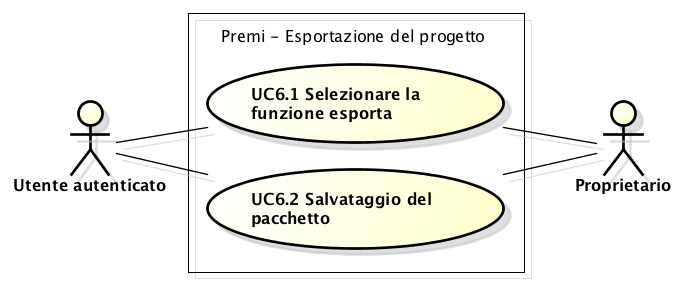 Premi - Esportazione del progetto
UC6.1 Selezionare la
funzione esporta
Utente autenticato
Proprietario
UC6.2 Salvataggio del
pacchetto